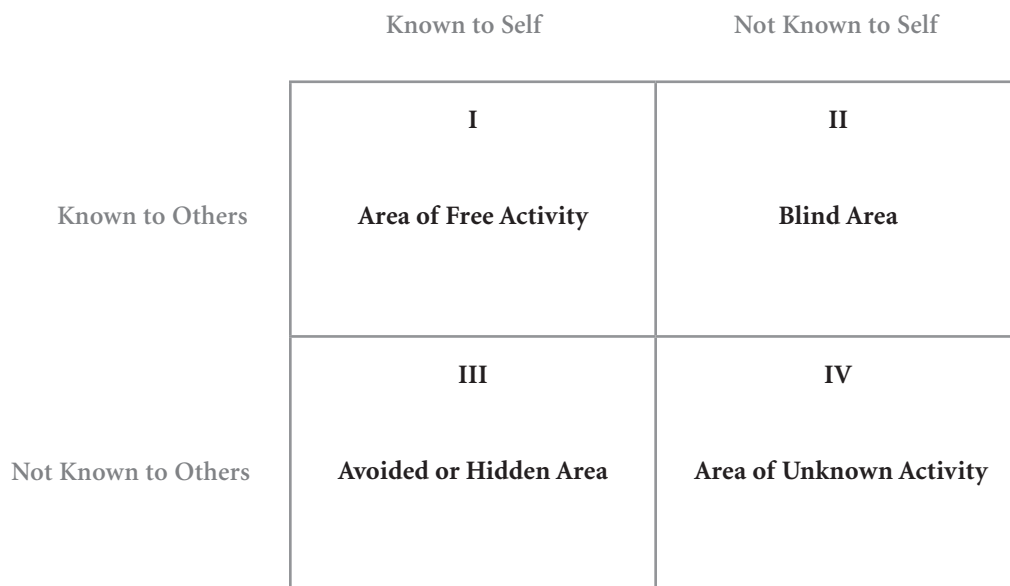 Known to Self Not Known to Self
I II
Known to Others Area of Free Activity Blind Area
III IV
Not Known to Others Avoided or Hidden Area Area of Unknown Activity